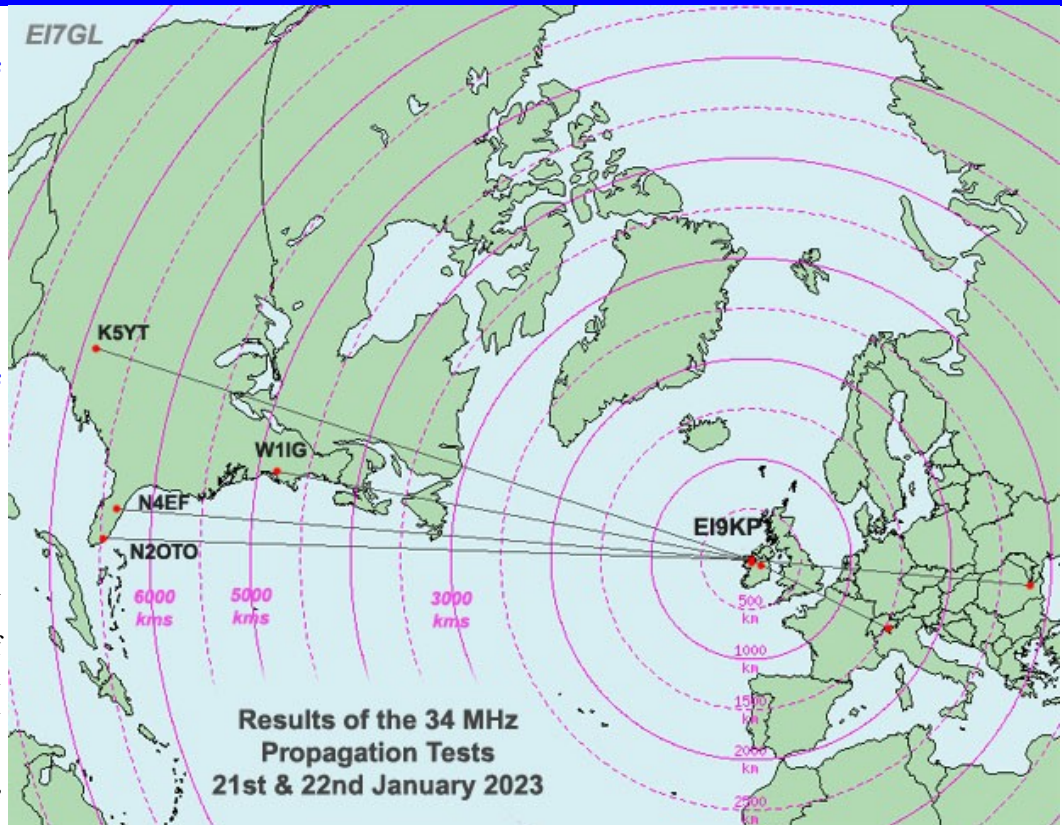 EI7GL
K5YT
W1IG
N4EF
N2OTO
EI9KP
6000
kms
5000
kms
3000
kms
500
km
1000
km
1500
km
2000
km
2500
km
Results of the 34 MHz
Propagation Tests
21st & 22nd January 2023